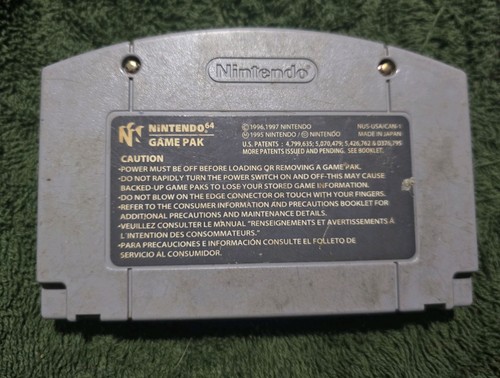 Nintendo
NINTENDO 64
GAME PAK
©1996,1997 NINTENDO
Ⓜ1995 NINTENDO / ©NINTENDO
NUS-USA/CAN-1
MADE IN JAPAN
U.S. PATENTS : 4,799,635; 5,070,479; 5,426,762 & D376,795
MORE PATENTS ISSUED AND PENDING. SEE BOOKLET.
CAUTION
•POWER MUST BE OFF BEFORE LOADING OR REMOVING A GAME PAK.
•DO NOT RAPIDLY TURN THE POWER SWITCH ON AND OFF-THIS MAY CAUSE
BACKED-UP GAME PAKS TO LOSE YOUR STORED GAME INFORMATION.
•DO NOT BLOW ON THE EDGE CONNECTOR OR TOUCH WITH YOUR FINGERS.
•REFER TO THE CONSUMER INFORMATION AND PRECAUTIONS BOOKLET FOR
ADDITIONAL PRECAUTIONS AND MAINTENANCE DETAILS.
•VEUILLEZ CONSULTER LE MANUAL "RENSEIGNEMENTS ET AVERTISSEMENTS À
L'INTENTION DES CONSOMMATEURS."
•PARA PRECAUCIONES E INFORMACIÓN CONSULTE EL FOLLETO DE
SERVICIO AL CONSUMIDOR.